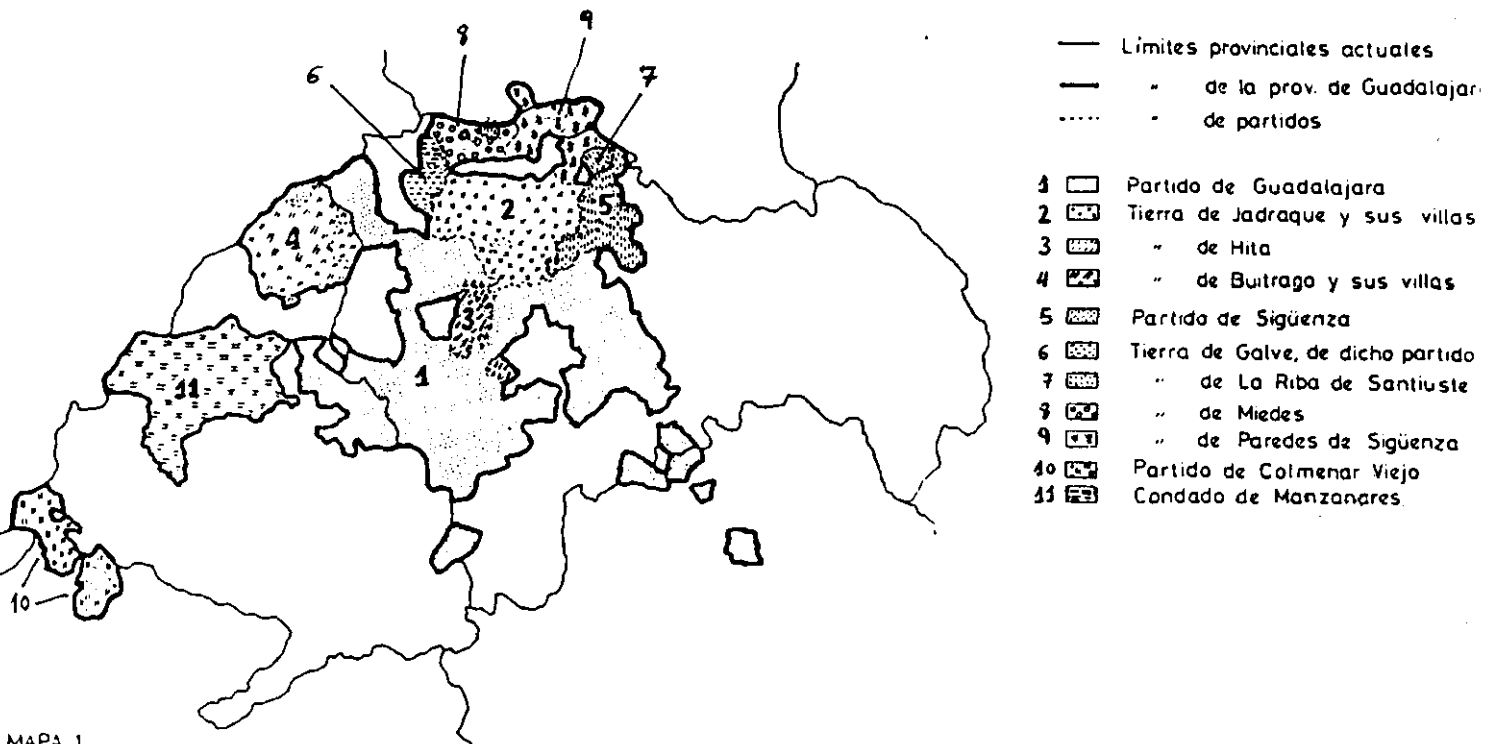 8
9
6
7
4
2
5
3
1
11
10
Límites provinciales actuales
" de la prov. de Guadalajar
" de partidos
1 Partido de Guadalajara
2 Tierra de Jadraque y sus villas
3 " de Hita
4 " de Buitrago y sus villas
5 Partido de Sigüenza
6 Tierra de Galve, de dicho partido
7 " de La Riba de Santiuste
8 " de Miedes
9 " de Paredes de Sigüenza
10 Partido de Colmenar Viejo
11 Condado de Manzanares
MAPA 1